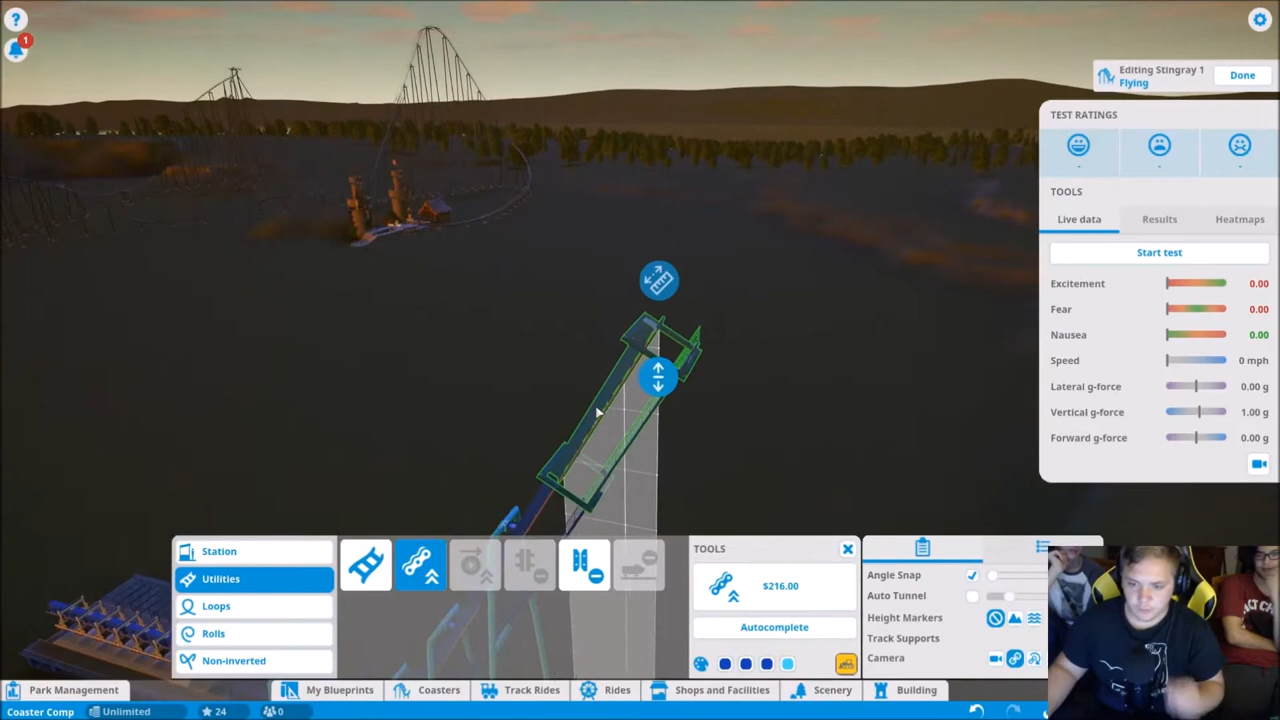 ?
1
Editing Stingray 1
Flying
Done
TEST RATINGS
-
-
-
TOOLS
Live data
Results
Heatmaps
Start test
Excitement
0.00
Fear
0.00
Nausea
0.00
Speed
0 mph
Lateral g-force
0.00 g
Vertical g-force
1.00 g
Forward g-force
0.00 g
Station
Utilities
Loops
Rolls
Non-inverted
TOOLS
$216.00
Autocomplete
Angle Snap
Auto Tunnel
Height Markers
Track Supports
Camera
Park Management
My Blueprints
Coasters
Track Rides
Rides
Shops and Facilities
Scenery
Building
Coaster Comp
Unlimited
24
0